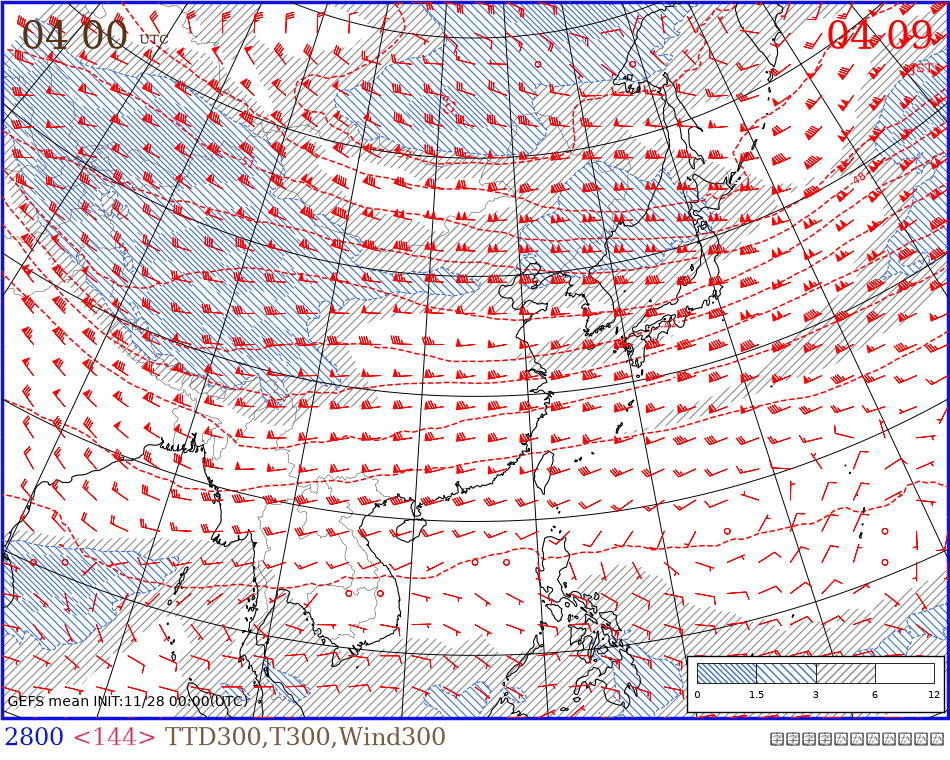 04 00 UTC 04 09 (JST)
-51
-48
0 1.5 3 6 12
GEFS mean INIT:11/28 00:00(UTC)
2800 <144> TTD300,T300,Wind300